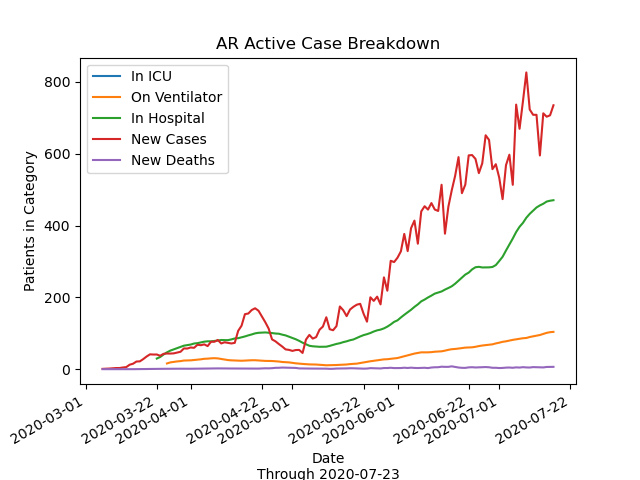 AR Active Case Breakdown
In ICU
On Ventilator
In Hospital
New Cases
New Deaths
Patients in Category
800
600
400
200
0
2020-03-01
2020-03-22
2020-04-01
2020-04-22
2020-05-01
2020-05-22
2020-06-01
2020-06-22
2020-07-01
2020-07-22
Date
Through 2020-07-23